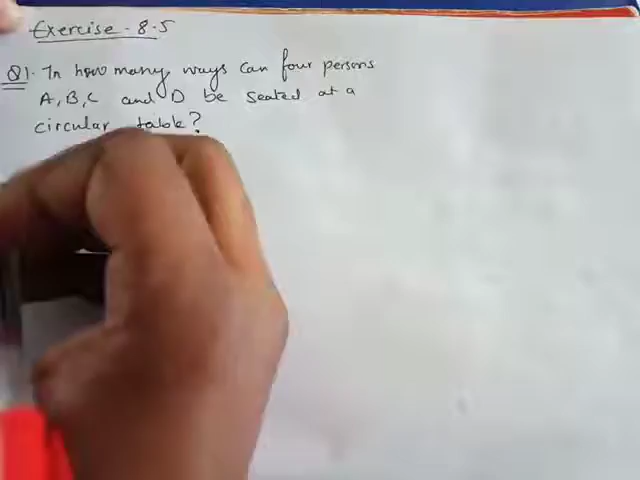 Exercise - 8.5
Q1. In how many ways can four persons
A, B, C and D be seated at a
circular table?